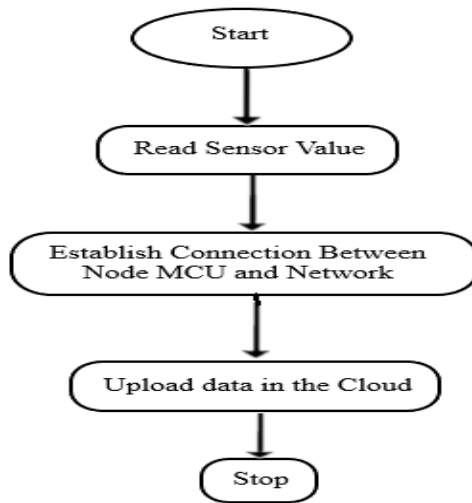 Start
Read Sensor Value
Establish Connection Between
Node MCU and Network
Upload data in the Cloud
Stop